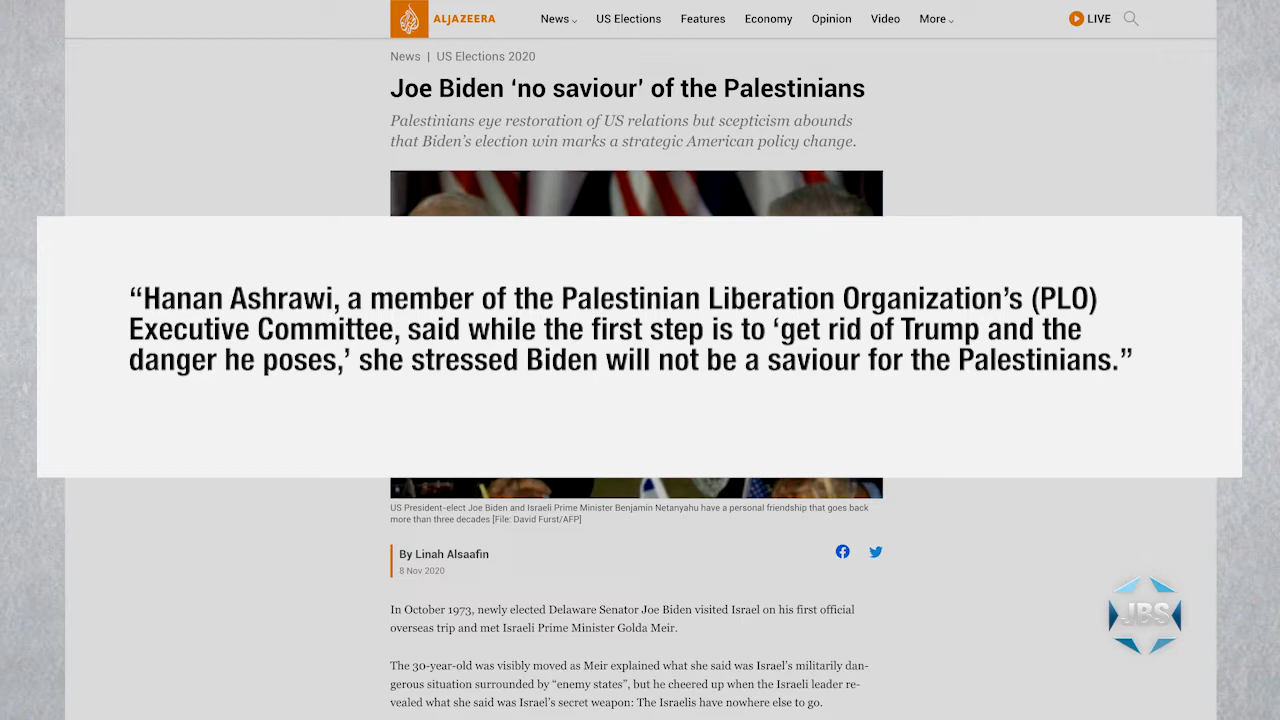 ALJAZEERA
News
US Elections
Features
Economy
Opinion
Video
More
LIVE
News | US Elections 2020
Joe Biden ‘no saviour’ of the Palestinians
Palestinians eye restoration of US relations but scepticism abounds
that Biden’s election win marks a strategic American policy change.
“Hanan Ashrawi, a member of the Palestinian Liberation Organization’s (PLO)
Executive Committee, said while the first step is to ‘get rid of Trump and the
danger he poses,’ she stressed Biden will not be a saviour for the Palestinians.”
US President-elect Joe Biden and Israeli Prime Minister Benjamin Netanyahu have a personal friendship that goes back
more than three decades [File: David Furst/AFP]
By Linah Alsaafin
8 Nov 2020
In October 1973, newly elected Delaware Senator Joe Biden visited Israel on his first official
overseas trip and met Israeli Prime Minister Golda Meir.
The 30-year-old was visibly moved as Meir explained what she said was Israel’s militarily dan-
gerous situation surrounded by “enemy states”, but he cheered up when the Israeli leader re-
vealed what she said was Israel’s secret weapon: The Israelis have nowhere else to go.
JBS